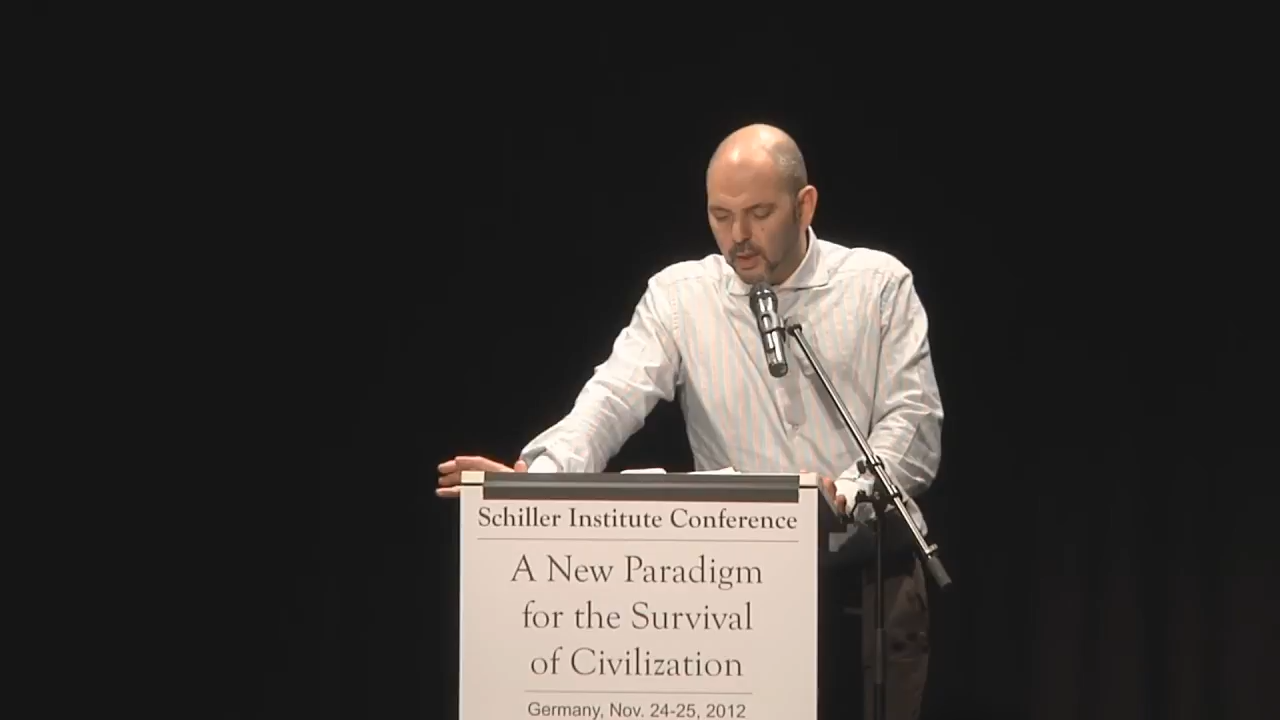 Schiller Institute Conference
A New Paradigm
for the Survival
of Civilization
Germany, Nov. 24-25, 2012